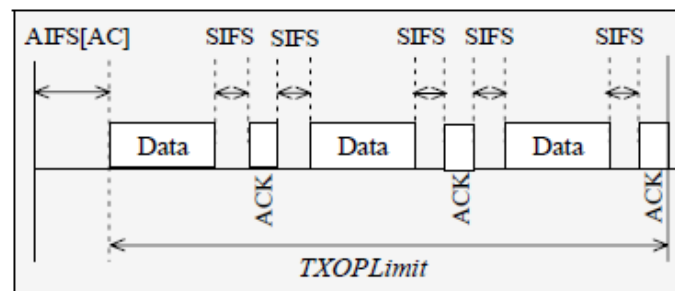 AIFS[AC] SIFS SIFS SIFS SIFS SIFS
Data Data Data
ACK ACK ACK
TXOPLimit